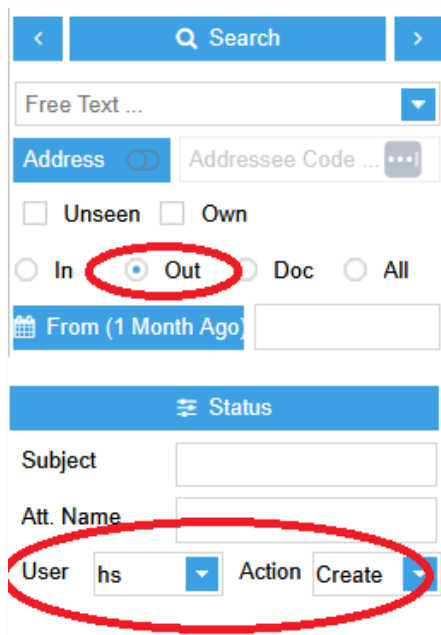 Search
Free Text ...
Address Addressee Code ...
Unseen Own
In Out Doc All
From (1 Month Ago)
Status
Subject
Att. Name
User hs Action Create